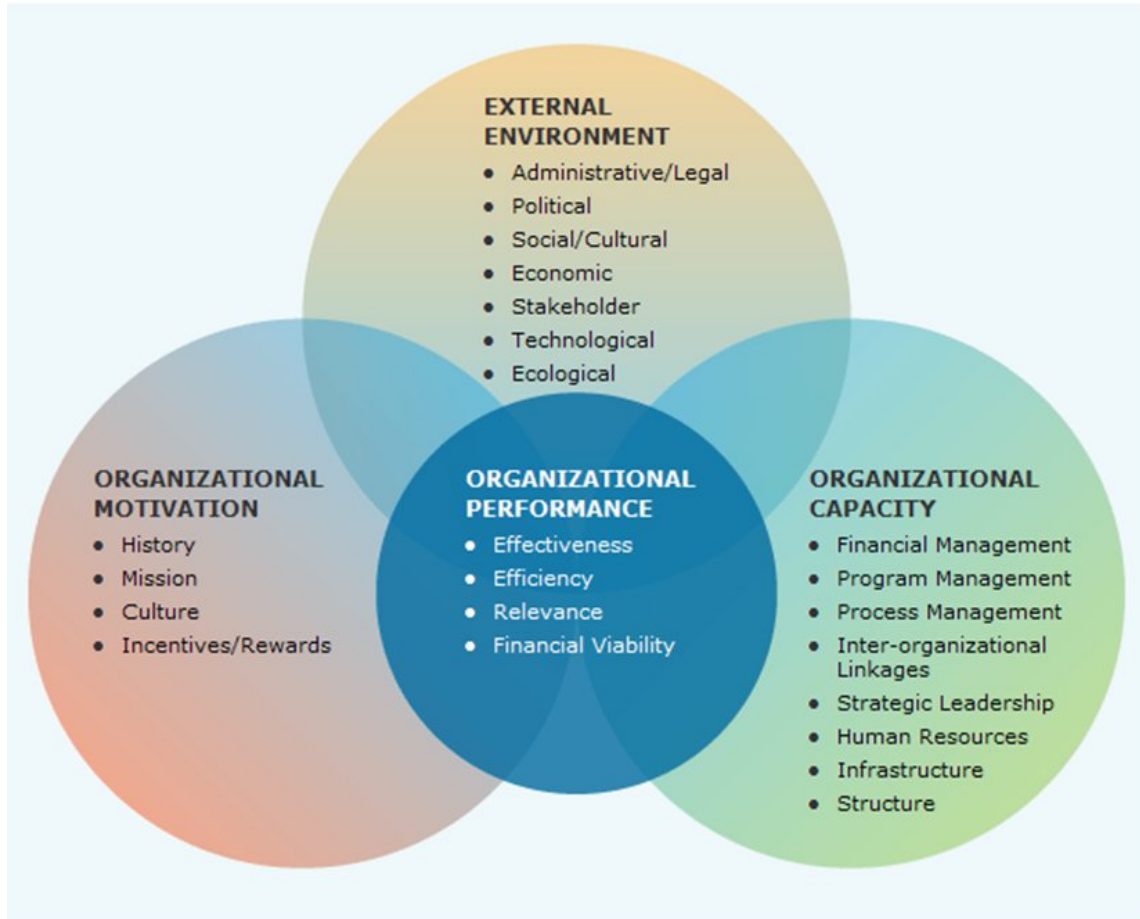 EXTERNAL
ENVIRONMENT
● Administrative/Legal
● Political
● Social/Cultural
● Economic
● Stakeholder
● Technological
● Ecological
ORGANIZATIONAL
MOTIVATION
● History
● Mission
● Culture
● Incentives/Rewards
ORGANIZATIONAL
PERFORMANCE
● Effectiveness
● Efficiency
● Relevance
● Financial Viability
ORGANIZATIONAL
CAPACITY
● Financial Management
● Program Management
● Process Management
● Inter-organizational
Linkages
● Strategic Leadership
● Human Resources
● Infrastructure
● Structure